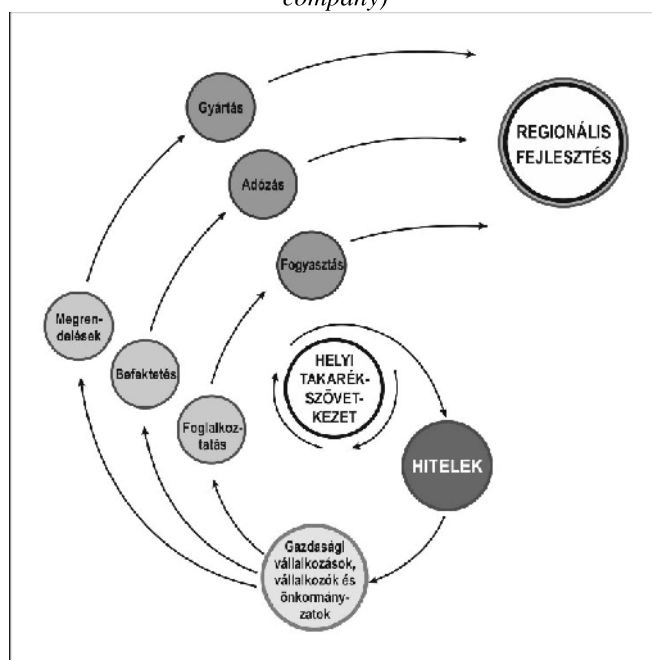 company)
Gyártás
REGIONÁLIS
FEJLESZTÉS
Adózás
Fogyasztás
Megren-
delések
Befektetés
HELYI
TAKARÉK-
SZÖVET-
KEZET
Foglalkoz-
tatás
HITELEK
Gazdasági
vállalkozások,
vállalkozók és
önkormány-
zatok